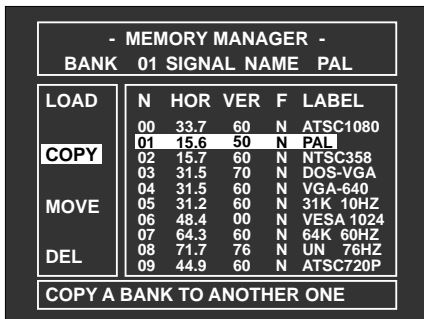 - MEMORY MANAGER -
BANK 01 SIGNAL NAME PAL
LOAD
COPY
MOVE
DEL
N HOR VER F LABEL
00 33.7 60 N ATSC1080
01 15.6 50 N PAL
02 15.7 60 N NTSC358
03 31.5 70 N DOS-VGA
04 31.5 60 N VGA-640
05 31.2 60 N 31K 10HZ
06 48.4 00 N VESA 1024
07 64.3 60 N 64K 60HZ
08 71.7 76 N UN 76HZ
09 44.9 60 N ATSC720P
COPY A BANK TO ANOTHER ONE